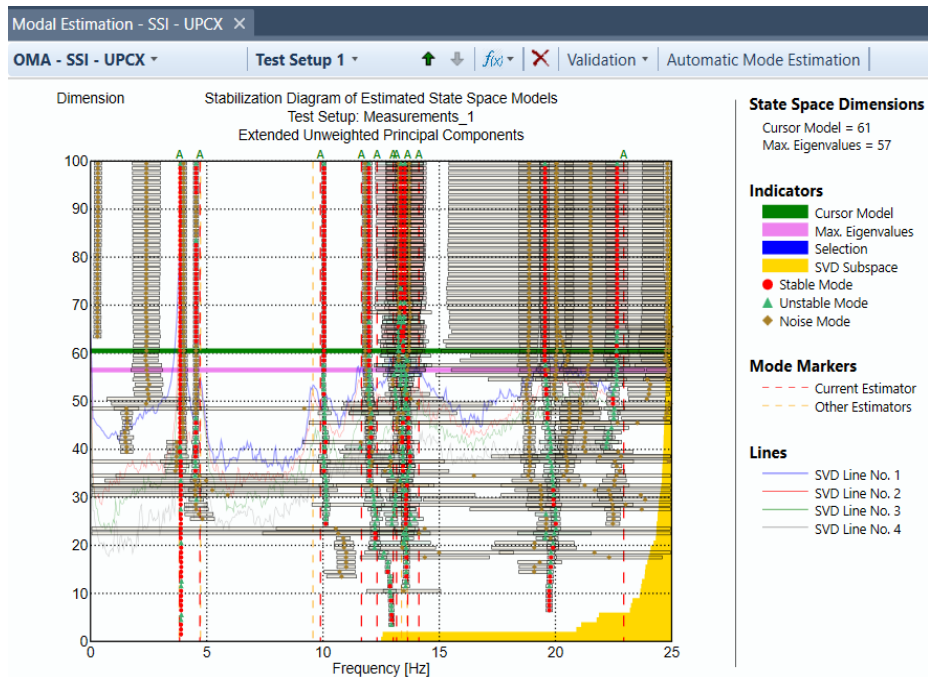 Modal Estimation - SSI - UPCX ×
OMA - SSI - UPCX
Test Setup 1
f(x)
Validation
Automatic Mode Estimation
Dimension
Stabilization Diagram of Estimated State Space Models
Test Setup: Measurements_1
Extended Unweighted Principal Components
A A A A A A A A A A
100
90
80
70
60
50
40
30
20
10
0
0 5 10 15 20 25
Frequency [Hz]
State Space Dimensions
Cursor Model = 61
Max. Eigenvalues = 57
Indicators
Cursor Model
Max. Eigenvalues
Selection
SVD Subspace
Stable Mode
Unstable Mode
Noise Mode
Mode Markers
Current Estimator
Other Estimators
Lines
SVD Line No. 1
SVD Line No. 2
SVD Line No. 3
SVD Line No. 4